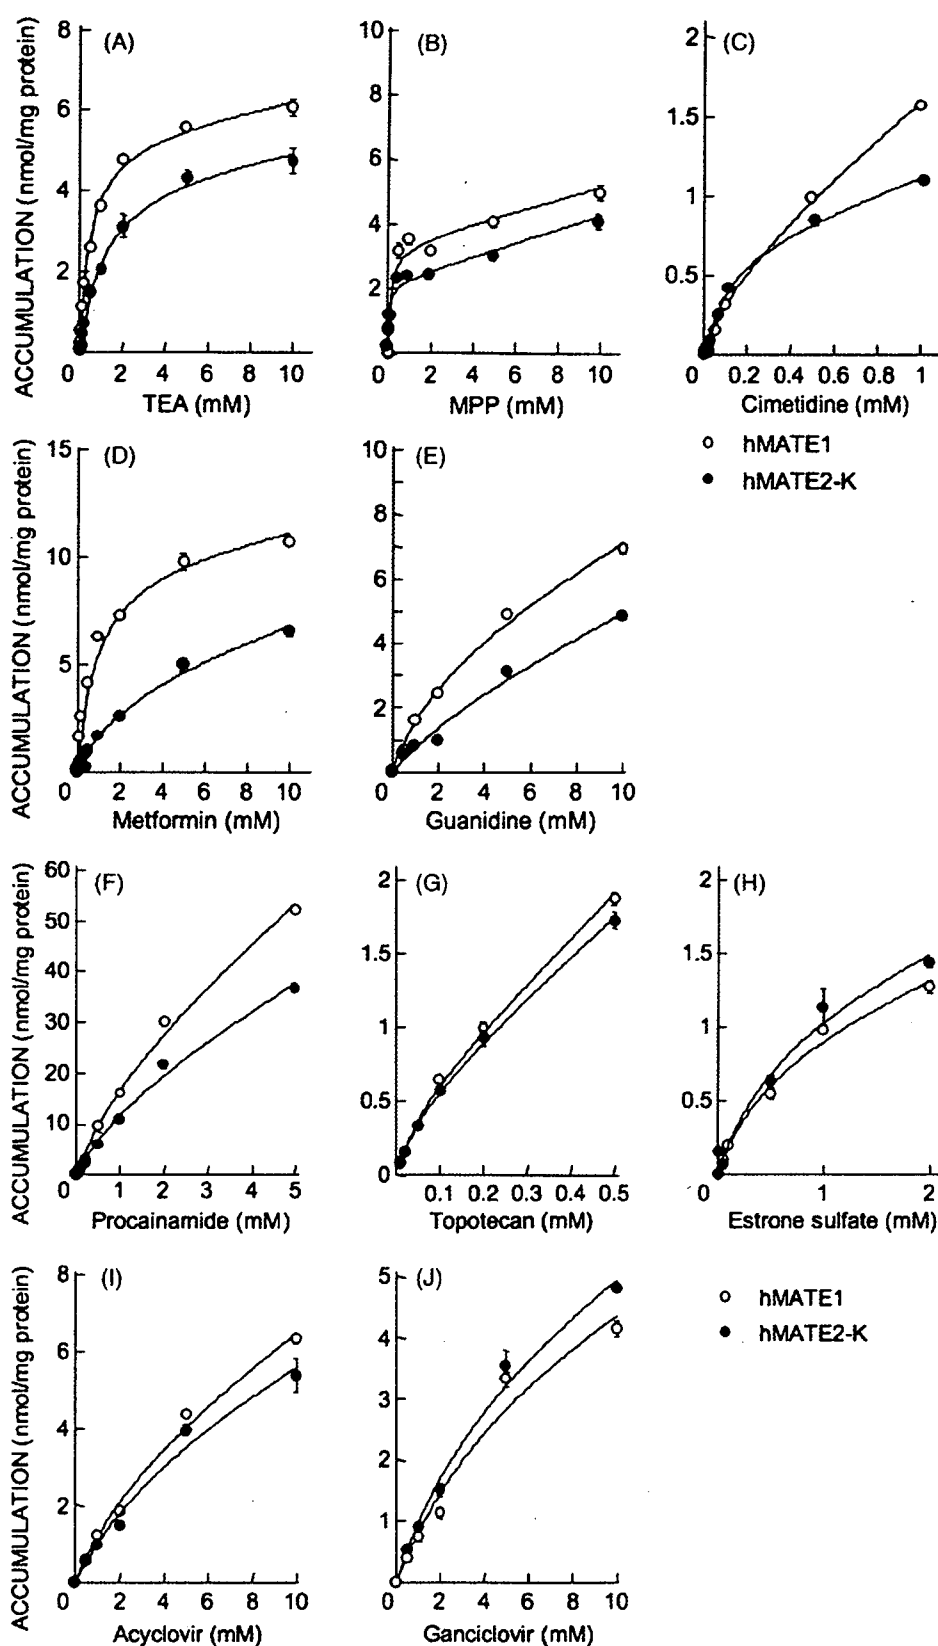 ACCUMULATION (nmol/mg protein)
(A)
8
6
4
2
0 2 4 6 8 10
TEA (mM)
(B)
10
8
6
4
2
0 2 4 6 8 10
MPP (mM)
(C)
2
1.5
1
0.5
0 0.2 0.4 0.6 0.8 1
Cimetidine (mM)
hMATE1
hMATE2-K
ACCUMULATION (nmol/mg protein)
(D)
15
10
5
0 2 4 6 8 10
Metformin (mM)
(E)
10
8
6
4
2
0 2 4 6 8 10
Guanidine (mM)
ACCUMULATION (nmol/mg protein)
(F)
60
50
40
30
20
10
0 1 2 3 4 5
Procainamide (mM)
(G)
2
1.5
1
0.5
0
0.1 0.2 0.3 0.4 0.5
Topotecan (mM)
(H)
2
1.5
1
0.5
0 1 2
Estrone sulfate (mM)
ACCUMULATION (nmol/mg protein)
(I)
8
6
4
2
0 2 4 6 8 10
Acyclovir (mM)
(J)
5
4
3
2
1
0 2 4 6 8 10
Ganciclovir (mM)
hMATE1
hMATE2-K